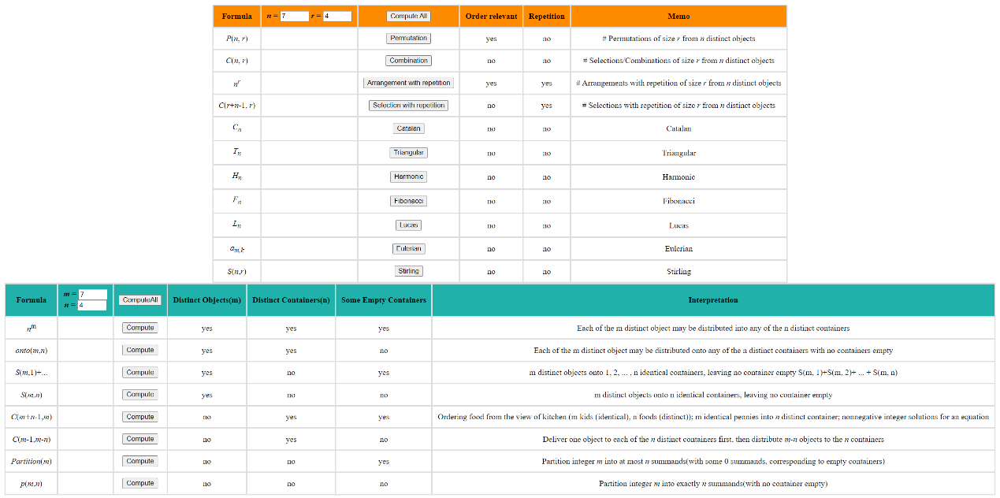 Formula n = 7 r = 4 Compute All Order relevant Repetition Memo
P(n, r) Permutation yes no # Permutations of size r from n distinct objects
C(n, r) Combination no no # Selections/Combinations of size r from n distinct objects
n^r Arrangement with repetition yes yes # Arrangements with repetition of size r from n distinct objects
C(r+n-1, r) Selection with repetition no yes # Selections with repetition of size r from n distinct objects
C_n Catalan no no Catalan
T_n Triangular no no Triangular
H_n Harmonic no no Harmonic
F_n Fibonacci no no Fibonacci
L_n Lucas no no Lucas
a_m,k Eulerian no no Eulerian
S(n,r) Stirling no no Stirling
Formula m = 7 n = 4 ComputeAll Distinct Objects(m) Distinct Containers(n) Some Empty Containers Interpretation
n^m Compute yes yes yes Each of the m distinct object may be distributed into any of the n distinct containers
onto(m,n) Compute yes yes no Each of the m distinct object may be distributed onto any of the n distinct containers with no containers empty
S(m,1)+... Compute yes no yes m distinct objects onto 1, 2, ... , n identical containers, leaving no container empty S(m, 1)+S(m, 2)+ ... + S(m, n)
S(m,n) Compute yes no no m distinct objects onto n identical containers, leaving no container empty
C(m+n-1,m) Compute no yes yes Ordering food from the view of kitchen (m kids (identical), n foods (distinct)); m identical pennies into n distinct container; nonnegative integer solutions for an equation
C(m-1,m-n) Compute no yes no Deliver one object to each of the n distinct containers first, then distribute m-n objects to the n containers
Partition(m) Compute no no yes Partition integer m into at most n summands(with some 0 summands, corresponding to empty containers)
p(m,n) Compute no no no Partition integer m into exactly n summands(with no container empty)